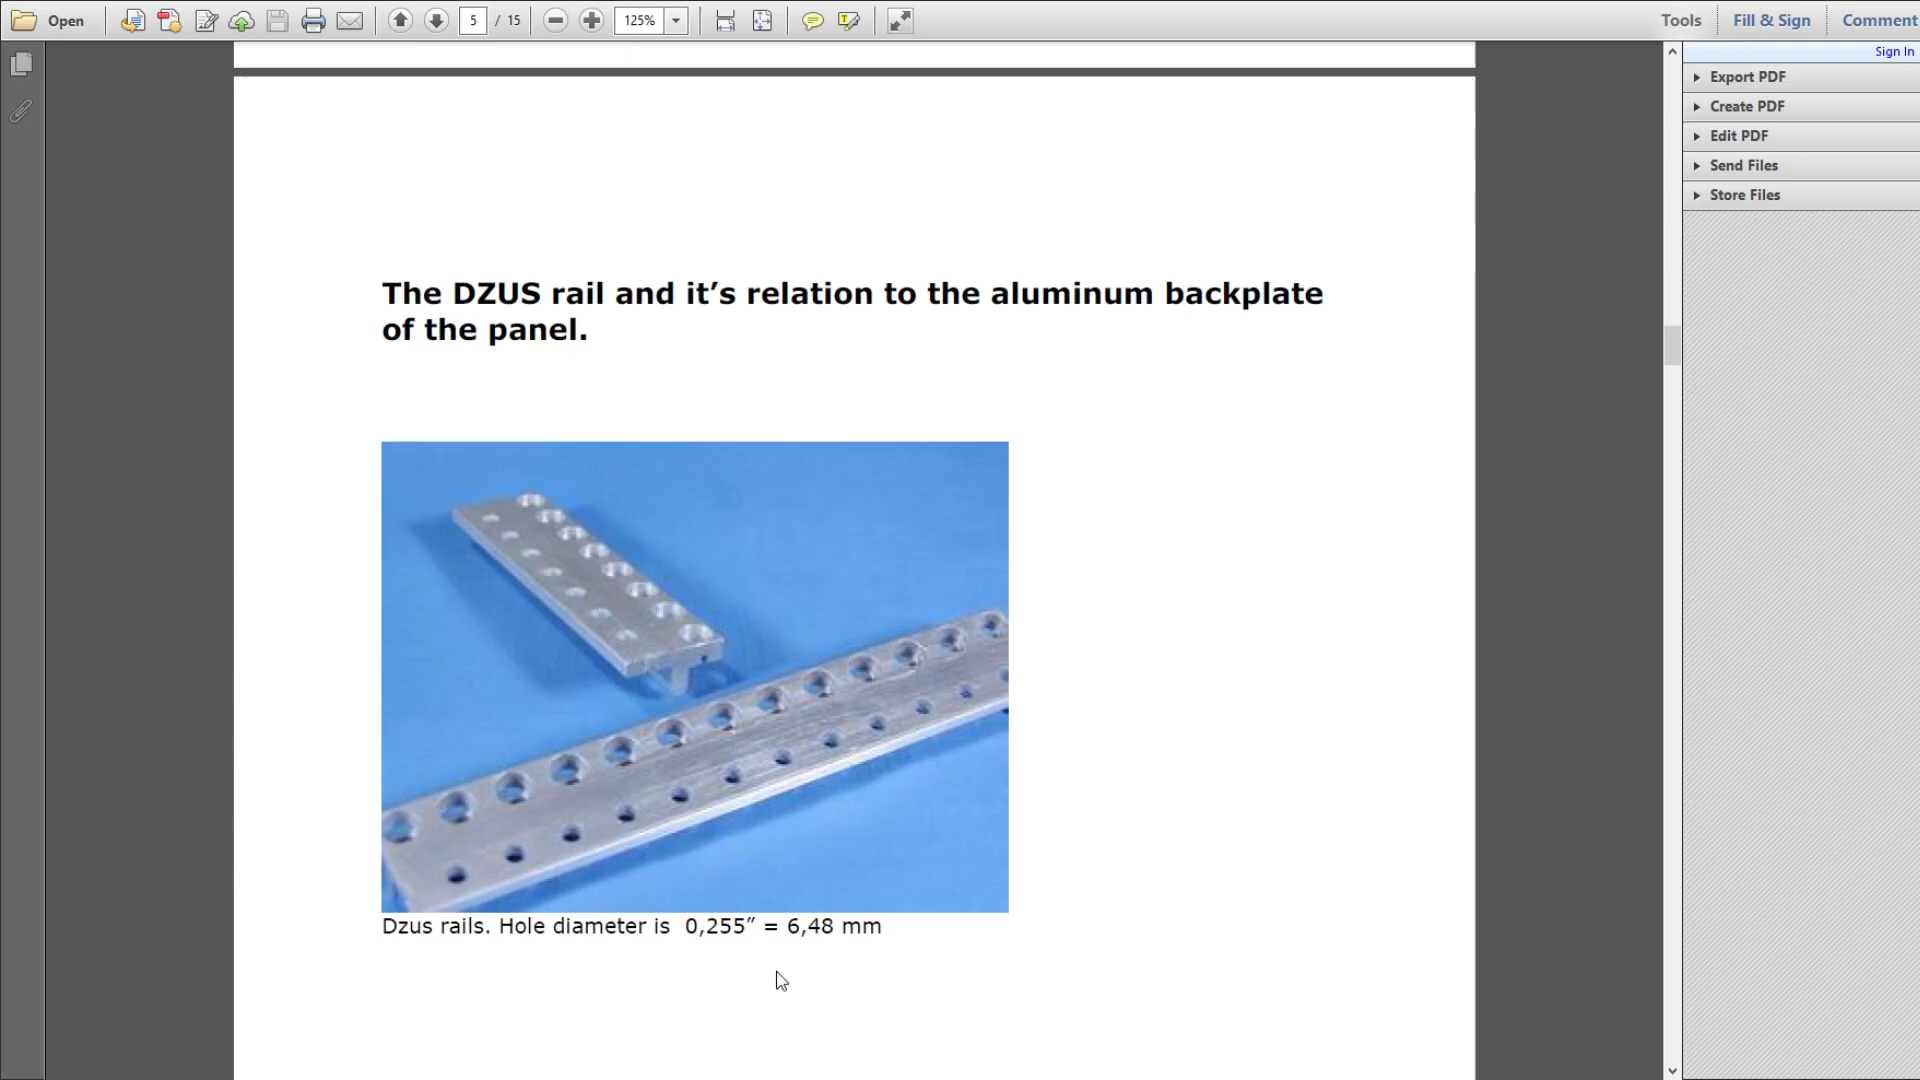 Open 5 / 15 125% Tools Fill & Sign Comment
Sign In
Export PDF
Create PDF
Edit PDF
Send Files
Store Files
The DZUS rail and it’s relation to the aluminum backplate
of the panel.
Dzus rails. Hole diameter is 0,255” = 6,48 mm